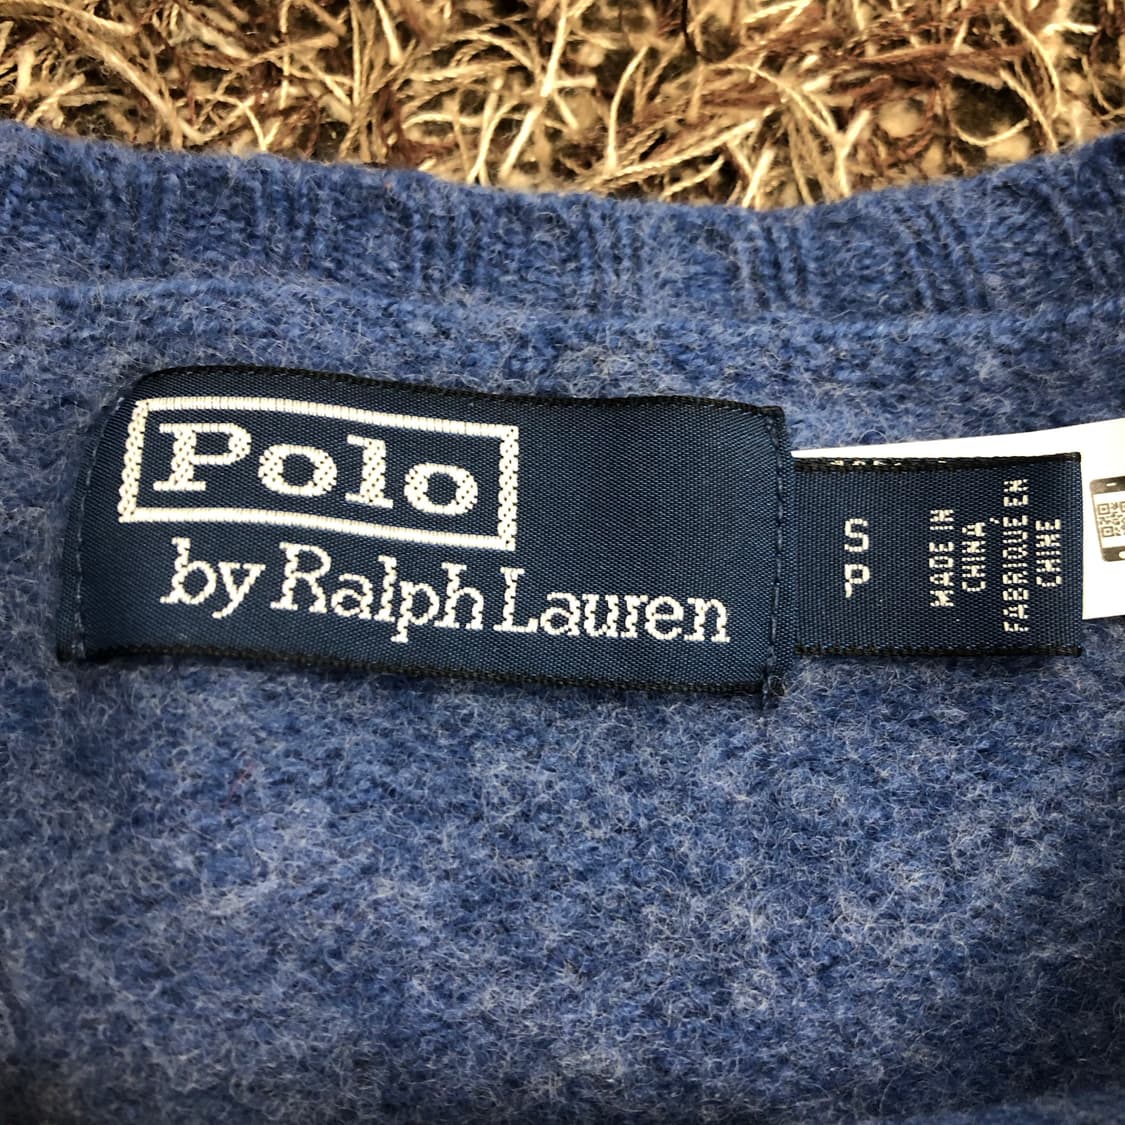 Polo
by Ralph Lauren
S
P
MADE IN
CHINA
FABRIQUÉ EN
CHINE